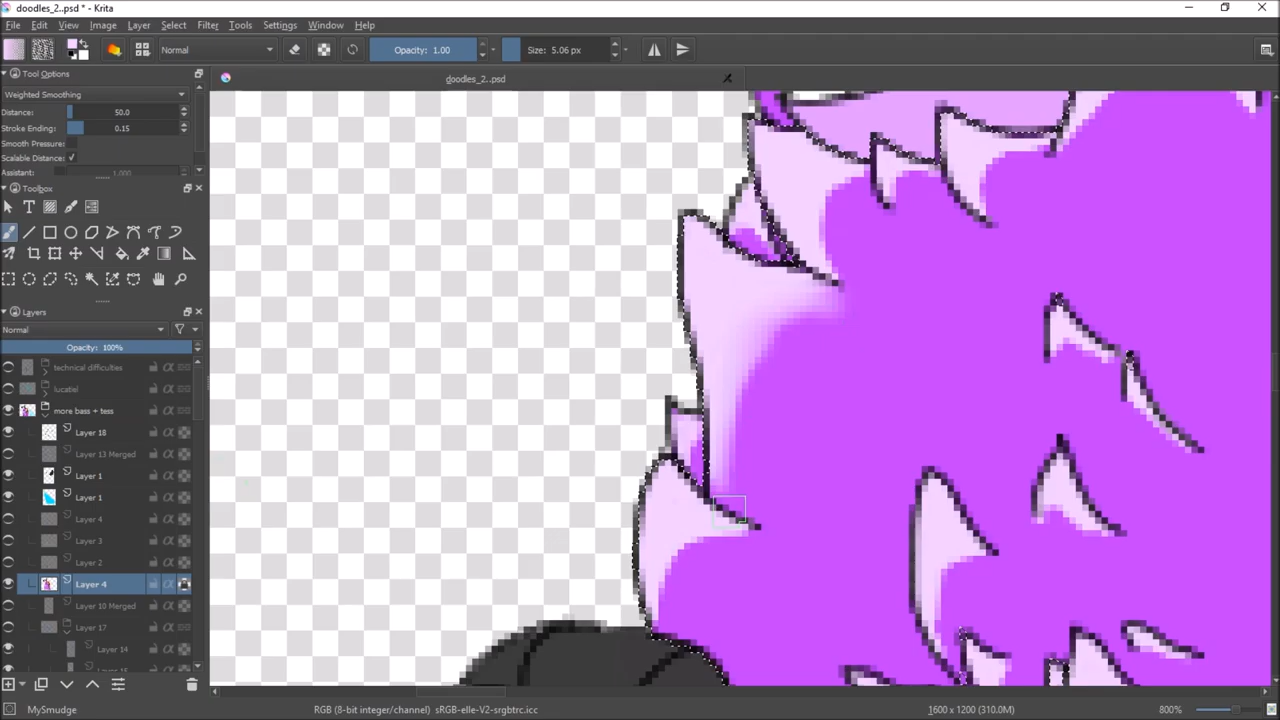 doodles_2..psd * - Krita
File Edit View Image Layer Select Filter Tools Settings Window Help
Normal Opacity: 1.00 Size: 5.06 px
Tool Options
doodles_2..psd
Weighted Smoothing
Distance: 50.0
Stroke Ending: 0.15
Smooth Pressure:
Scalable Distance:
Assistant: 1.000
Toolbox
Layers
Normal
Opacity: 100%
technical difficulties
lucatiel
more bass + tess
Layer 18
Layer 13 Merged
Layer 1
Layer 1
Layer 4
Layer 3
Layer 2
Layer 4
Layer 10 Merged
Layer 17
Layer 14
MySmudge RGB (8-bit integer/channel) sRGB-elle-V2-srgbtrc.icc 1600 x 1200 (310.0M) 800%